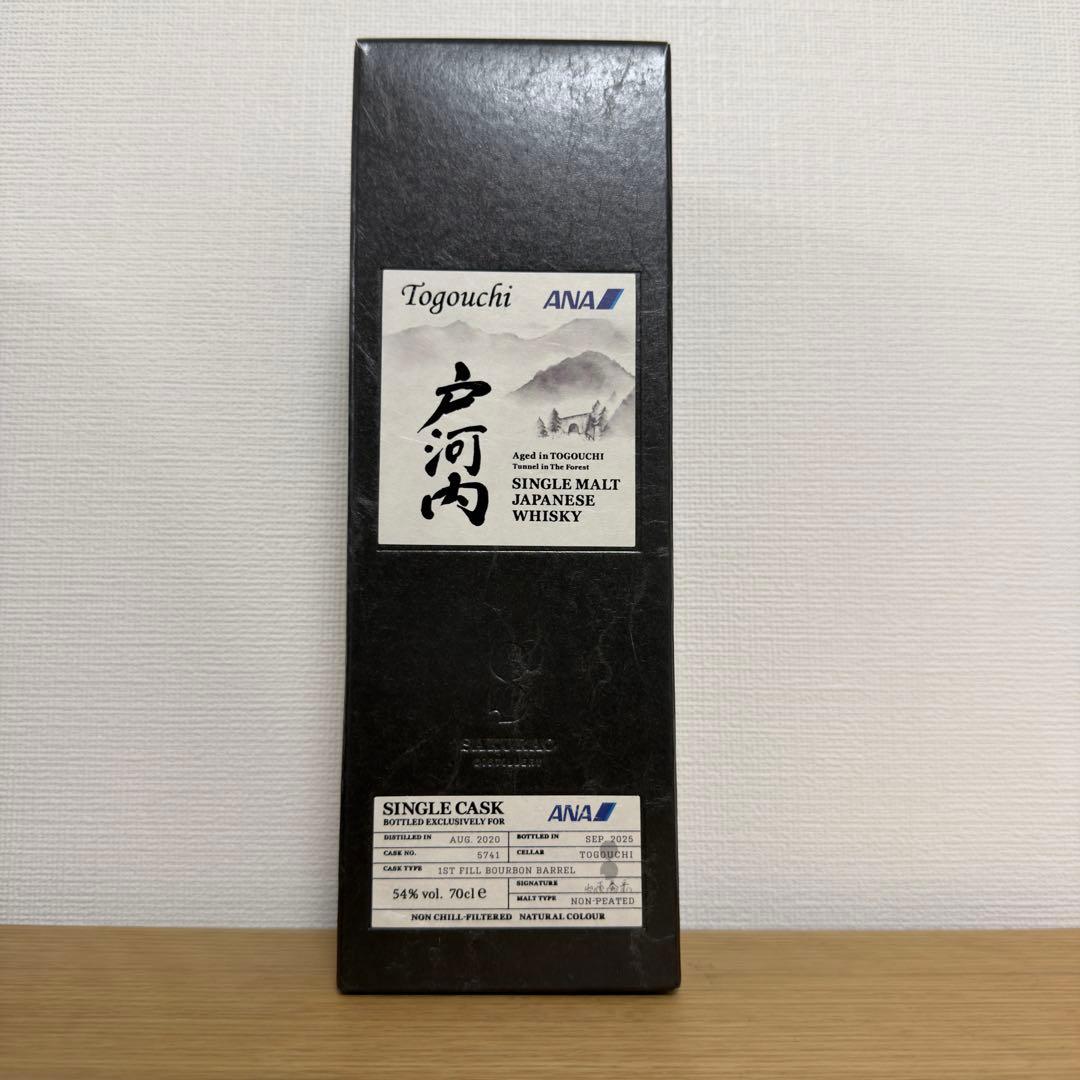 Togouchi ANA
戸河内
Aged in TOGOUCHI
Tunnel in The Forest
SINGLE MALT
JAPANESE
WHISKY
SAKURAO
DISTILLERY
SINGLE CASK
BOTTLED EXCLUSIVELY FOR
ANA
DISTILLED IN AUG. 2020 BOTTLED IN SEP. 2025
CASK NO. 5741 CELLAR TOGOUCHI
CASK TYPE 1ST FILL BOURBON BARREL
54% vol. 70cl e
SIGNATURE
MALT TYPE NON-PEATED
NON CHILL-FILTERED NATURAL COLOUR